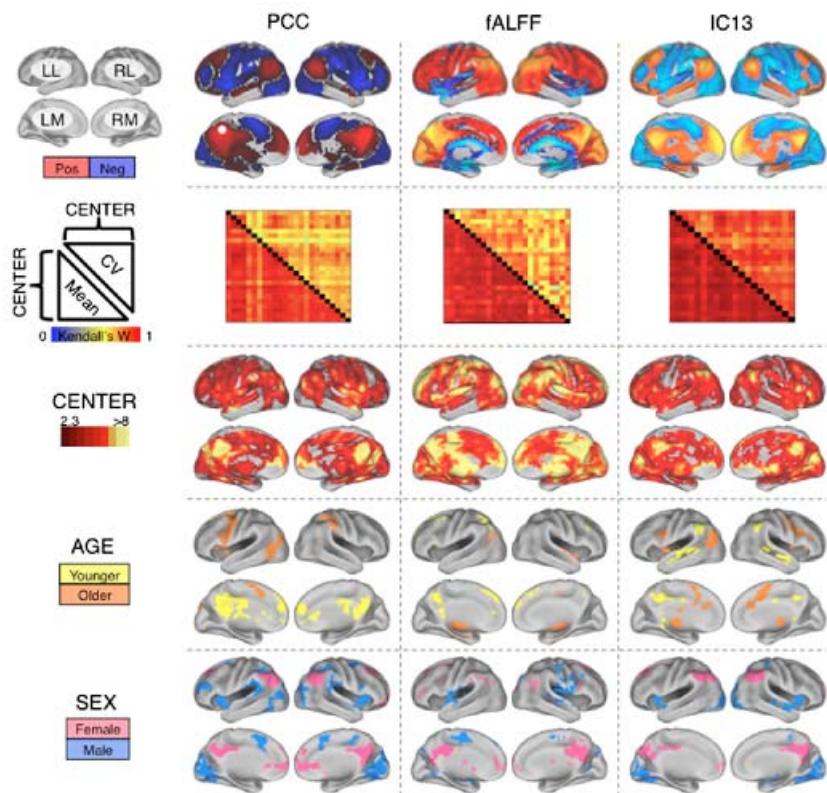 PCC fALFF IC13
LL RL
LM RM
Pos Neg
CENTER
CENTER
CV
Mean
0 Kendall's W 1
CENTER
2.3 >8
AGE
Younger
Older
SEX
Female
Male